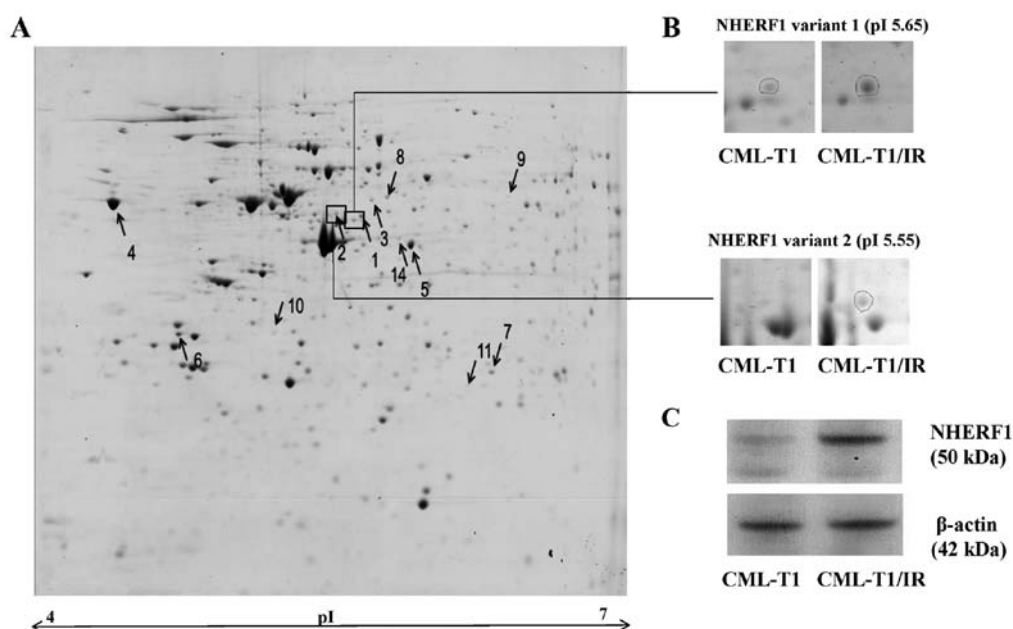 A
8
9
4
2
1
3
14
5
10
6
11
7
4
pI
7
B
NHERF1 variant 1 (pI 5.65)
CML-T1 CML-T1/IR
NHERF1 variant 2 (pI 5.55)
CML-T1 CML-T1/IR
C
NHERF1
(50 kDa)
β-actin
(42 kDa)
CML-T1 CML-T1/IR